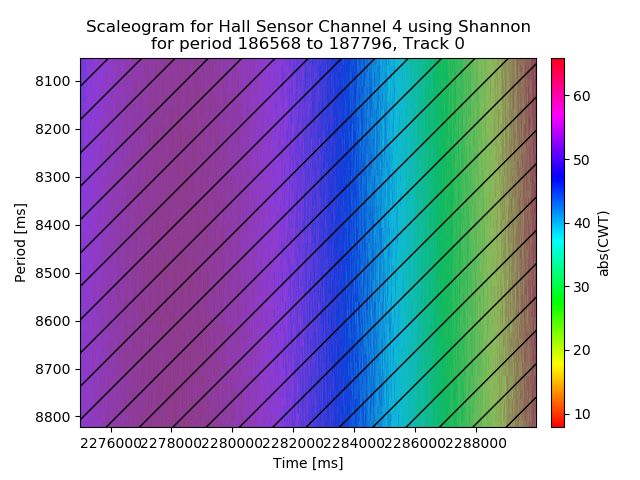 Scaleogram for Hall Sensor Channel 4 using Shannon
for period 186568 to 187796, Track 0
8100
8200
8300
8400
8500
8600
8700
8800
Period [ms]
2276000 2278000 2280000 2282000 2284000 2286000 2288000
Time [ms]
60
50
40
30
20
10
abs(CWT)